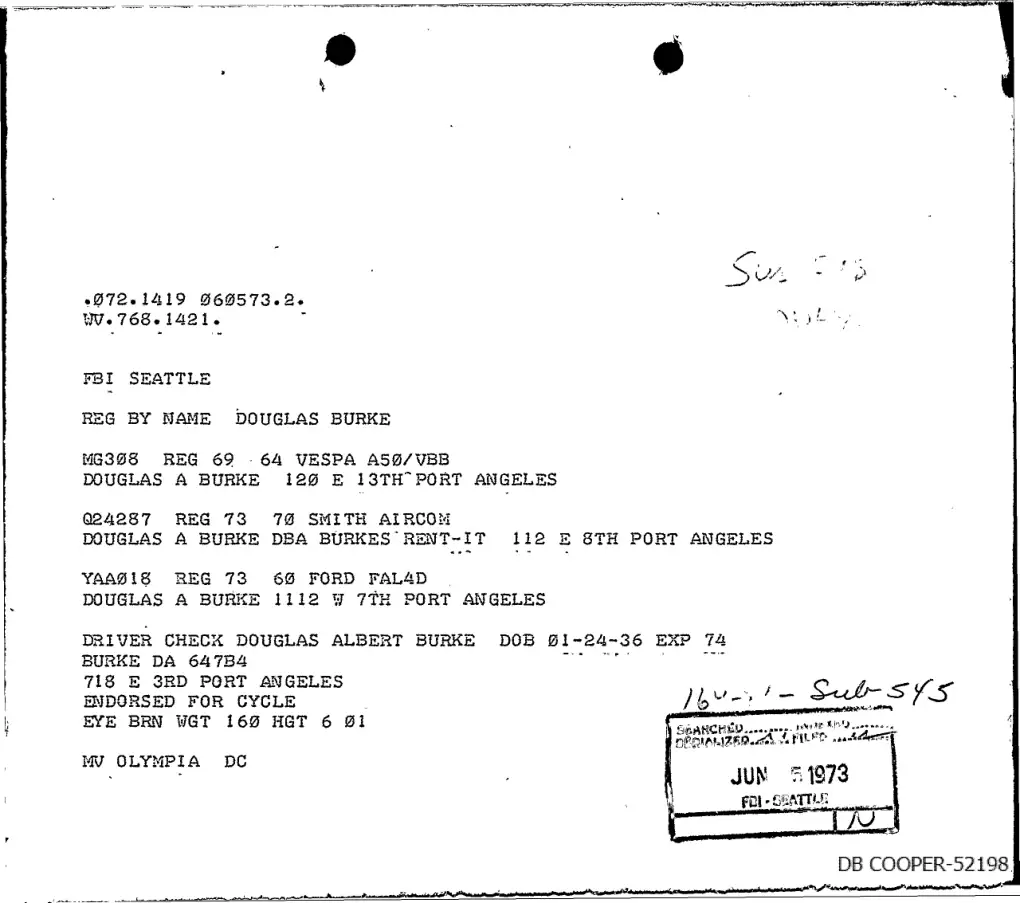 Sub
.Ø72.1419 Ø6Ø573.2.
WV.768.1421.
FBI SEATTLE
REG BY NAME DOUGLAS BURKE
MG3Ø8 REG 69 64 VESPA A5Ø/VBB
DOUGLAS A BURKE 12Ø E 13TH PORT ANGELES
Q24287 REG 73 7Ø SMITH AIRCOM
DOUGLAS A BURKE DBA BURKES RENT-IT 112 E 8TH PORT ANGELES
YAAØ18 REG 73 6Ø FORD FAL4D
DOUGLAS A BURKE 1112 W 7TH PORT ANGELES
DRIVER CHECK DOUGLAS ALBERT BURKE DOB Ø1-24-36 EXP 74
BURKE DA 647B4
718 E 3RD PORT ANGELES
ENDORSED FOR CYCLE
EYE BRN WGT 16Ø HGT 6 Ø1
MV OLYMPIA DC
Sub 545
SEARCHED
SERIALIZED FILED
JUN 5 1973
FBI - SEATTLE
DB COOPER-52198